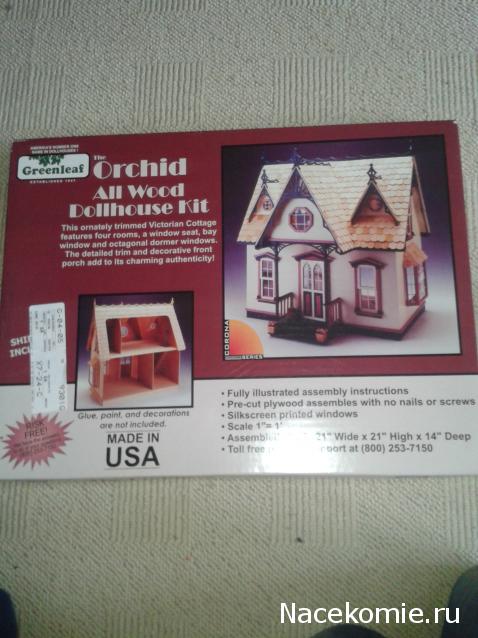 AMERICA'S NUMBER ONE
NAME IN DOLLHOUSES!
Greenleaf
ESTABLISHED 1947
The
Orchid
All Wood
Dollhouse Kit
This ornately trimmed Victorian Cottage
features four rooms, a window seat, bay
window and octagonal dormer windows.
The detailed trim and decorative front
porch add to its charming authenticity!
CORONA
SERIES
Glue, paint, and decorations
are not included.
MADE IN
USA
RISK
FREE!
• Fully illustrated assembly instructions
• Pre-cut plywood assembles with no nails or screws
• Silkscreen printed windows
• Scale 1"=
• 21" Wide x 21" High x 14" Deep
• Toll free at (800) 253-7150
Nacekomie.ru